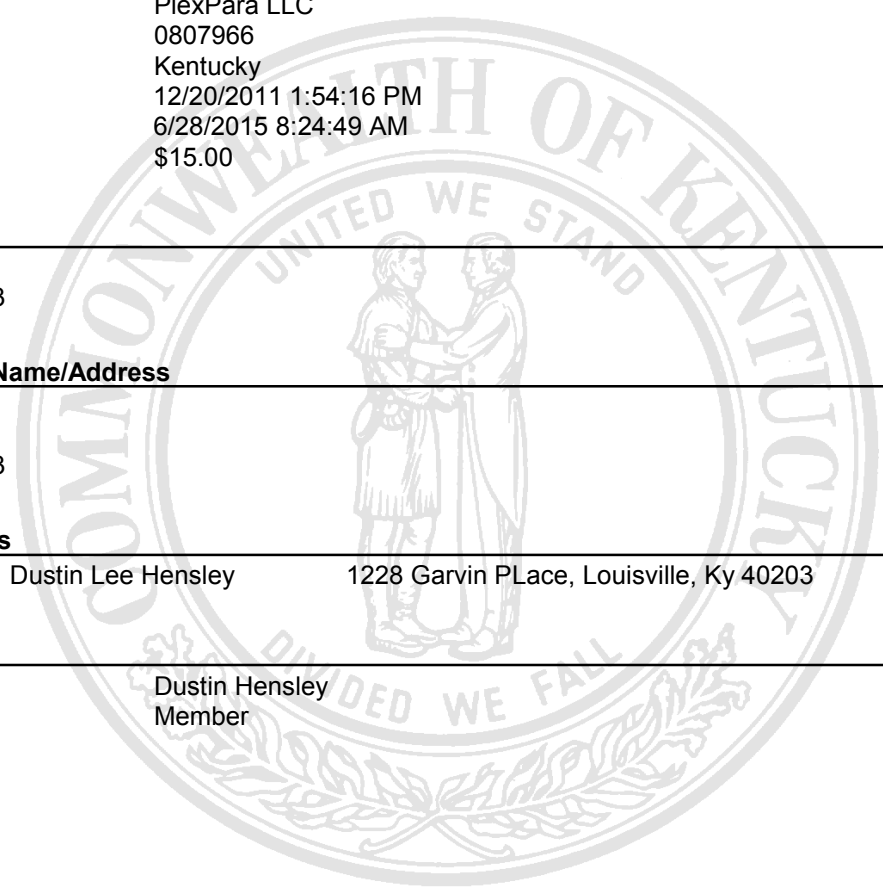 PlexPara LLC
0807966
Kentucky
12/20/2011 1:54:16 PM
6/28/2015 8:24:49 AM
$15.00
COMMONWEALTH OF KENTUCKY
UNITED WE STAND
Name/Address
Dustin Lee Hensley 1228 Garvin PLace, Louisville, Ky 40203
DIVIDED WE FALL
Dustin Hensley
Member